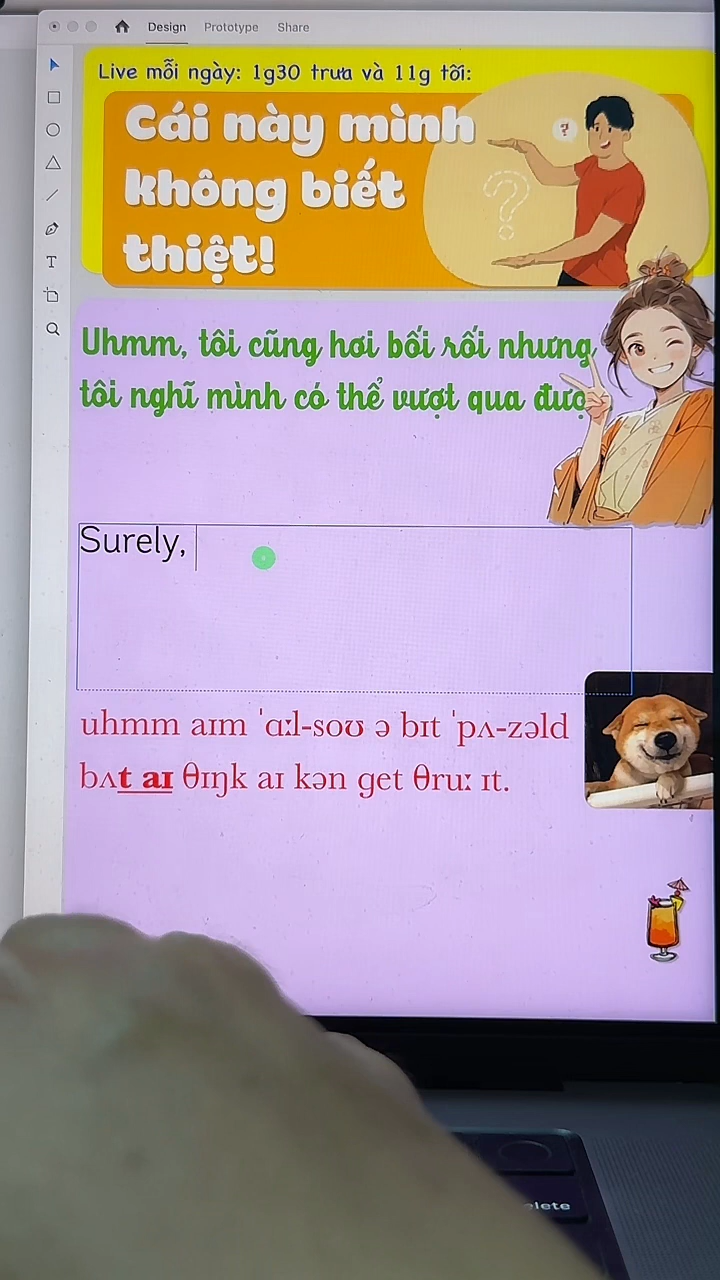 Design Prototype Share
Live mỗi ngày: 1g30 trưa và 11g tối:
Cái này mình
không biết
thiệt!
?
Uhmm, tôi cũng hơi bối rối nhưng
tôi nghĩ mình có thể vượt qua
T
Surely,
uhmm aɪm ˈɑːl-soʊ ə bɪt ˈpʌ-zəld
bʌt aɪ θɪŋk aɪ kən get θruː ɪt.